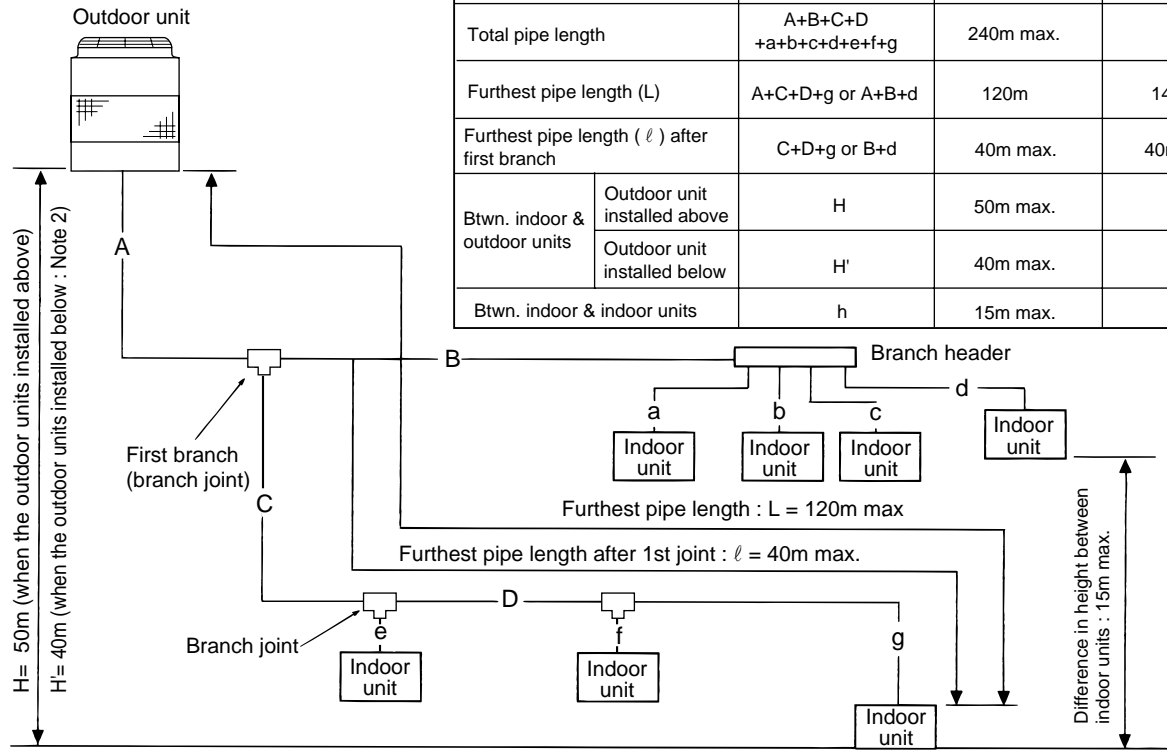 Outdoor unit
Total pipe length
A+B+C+D
+a+b+c+d+e+f+g
240m max.
Furthest pipe length (L)
A+C+D+g or A+B+d
120m
14
Furthest pipe length ( ℓ ) after
first branch
C+D+g or B+d
40m max.
Btwn. indoor &
outdoor units
Outdoor unit
installed above
H
50m max.
Outdoor unit
installed below
H'
40m max.
Btwn. indoor & indoor units
h
15m max.
A
B
Branch header
a
b
c
d
Indoor
unit
Indoor
unit
Indoor
unit
Indoor
unit
First branch
(branch joint)
C
Furthest pipe length : L = 120m max
Furthest pipe length after 1st joint : ℓ = 40m max.
D
Branch joint
e
f
g
Indoor
unit
Indoor
unit
Indoor
unit
H= 50m (when the outdoor units installed above)
H'= 40m (when the outdoor units installed below : Note 2)
Difference in height between
indoor units : 15m max.